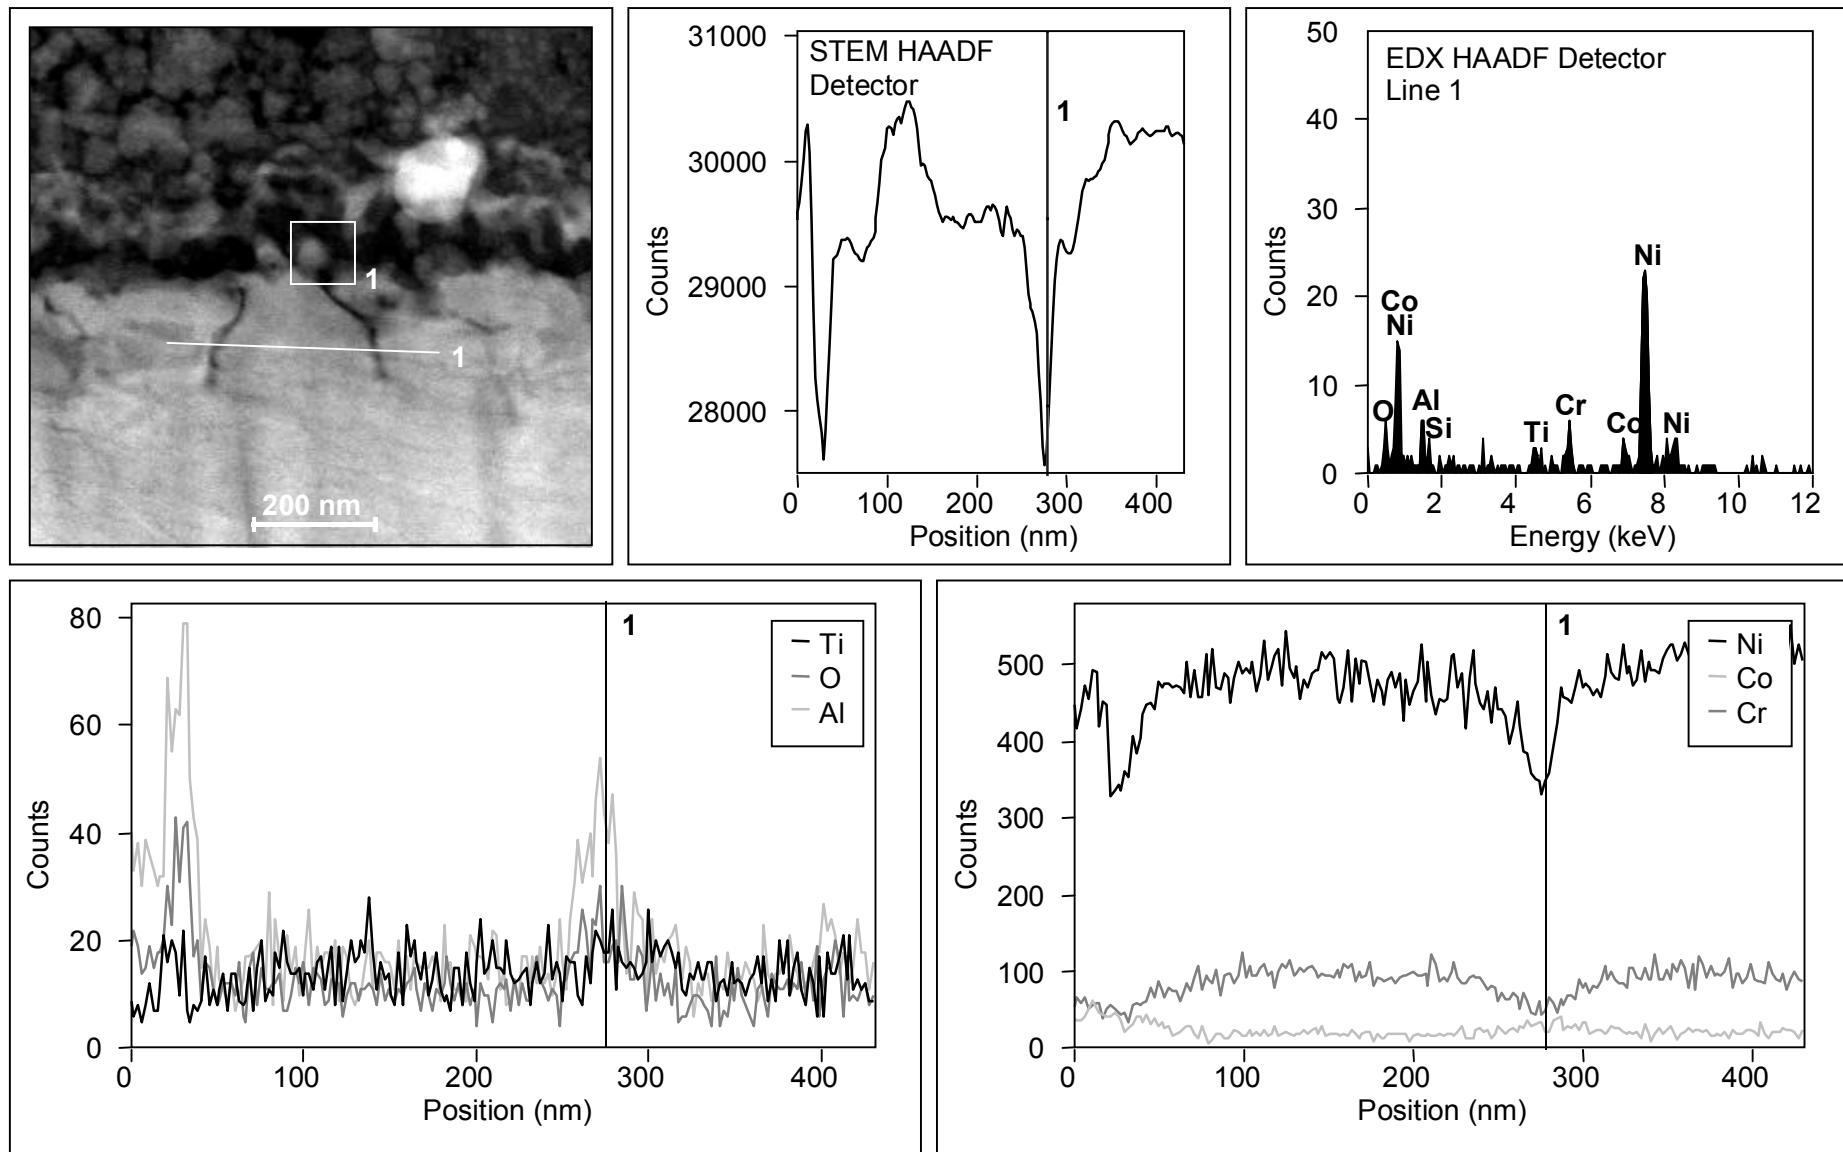 1
1
200 nm
31000
30000
29000
28000
Counts
STEM HAADF
Detector
1
0
100
200
300
400
Position (nm)
50
40
30
20
10
0
Counts
EDX HAADF Detector
Line 1
O
Co
Ni
Al
Si
Ti
Cr
Co
Ni
Ni
0
2
4
6
8
10
12
Energy (keV)
80
60
40
20
0
Counts
1
Ti
O
Al
0
100
200
300
400
Position (nm)
500
400
300
200
100
0
Counts
1
Ni
Co
Cr
0
100
200
300
400
Position (nm)